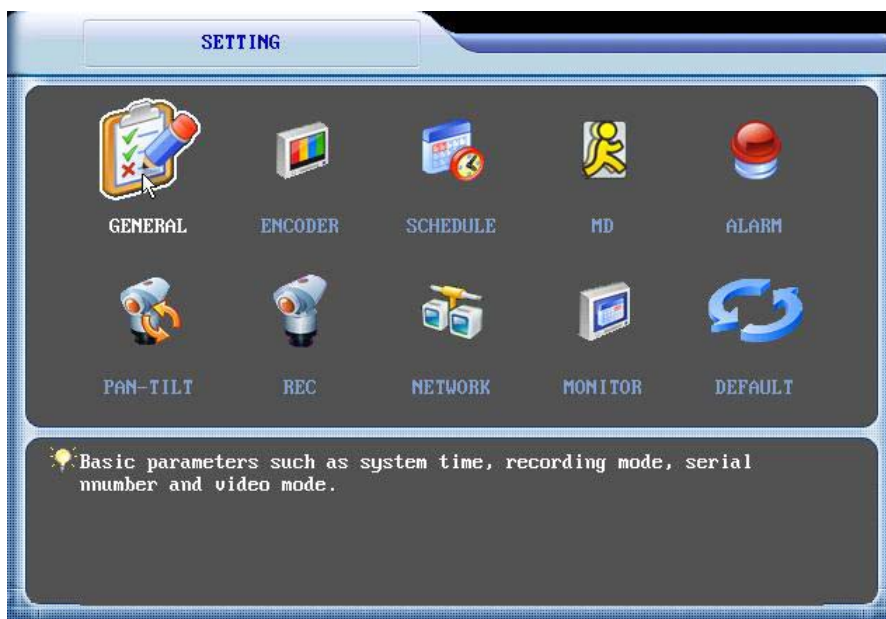 SETTING
GENERAL ENCODER SCHEDULE MD ALARM
PAN-TILT REC NETWORK MONITOR DEFAULT
Basic parameters such as system time, recording mode, serial
nnumber and video mode.